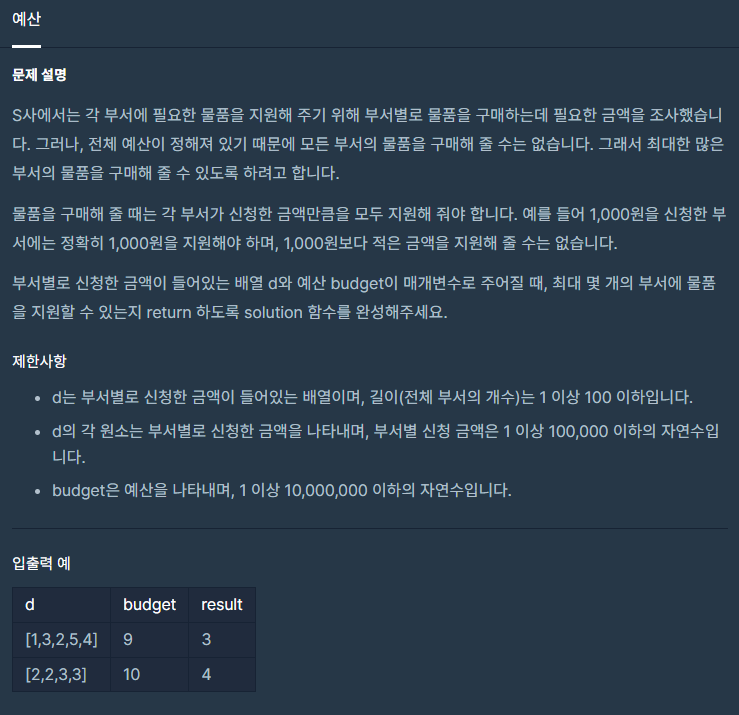 예산
문제 설명
S사에서는 각 부서에 필요한 물품을 지원해 주기 위해 부서별로 물품을 구매하는데 필요한 금액을 조사했습니
다. 그러나, 전체 예산이 정해져 있기 때문에 모든 부서의 물품을 구매해 줄 수는 없습니다. 그래서 최대한 많은
부서의 물품을 구매해 줄 수 있도록 하려고 합니다.
물품을 구매해 줄 때는 각 부서가 신청한 금액만큼을 모두 지원해 줘야 합니다. 예를 들어 1,000원을 신청한 부
서에는 정확히 1,000원을 지원해야 하며, 1,000원보다 적은 금액을 지원해 줄 수는 없습니다.
부서별로 신청한 금액이 들어있는 배열 d와 예산 budget이 매개변수로 주어질 때, 최대 몇 개의 부서에 물품
을 지원할 수 있는지 return 하도록 solution 함수를 완성해주세요.
제한사항
• d는 부서별로 신청한 금액이 들어있는 배열이며, 길이(전체 부서의 개수)는 1 이상 100 이하입니다.
• d의 각 원소는 부서별로 신청한 금액을 나타내며, 부서별 신청 금액은 1 이상 100,000 이하의 자연수입
니다.
• budget은 예산을 나타내며, 1 이상 10,000,000 이하의 자연수입니다.
입출력 예
d budget result
[1,3,2,5,4] 9 3
[2,2,3,3] 10 4